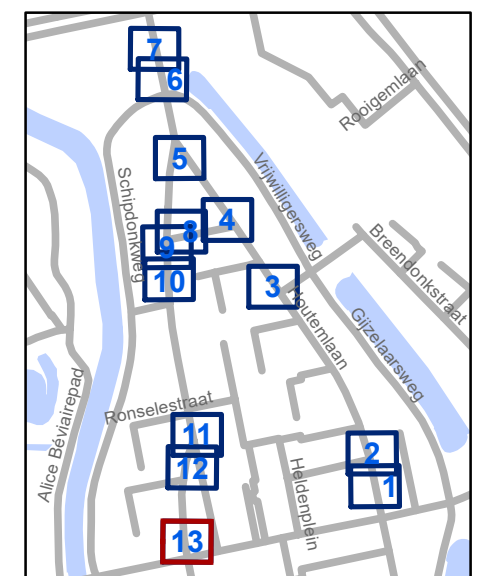 7
6
Rooigemlaan
5
Vrijwilligersweg
Schipdonkweg
4
8
9
Breendonkstraat
10
3
Houtemlaan
Gijzelaarsweg
Alice Béviairepad
Ronselestraat
11
2
12
1
Heldenplein
13